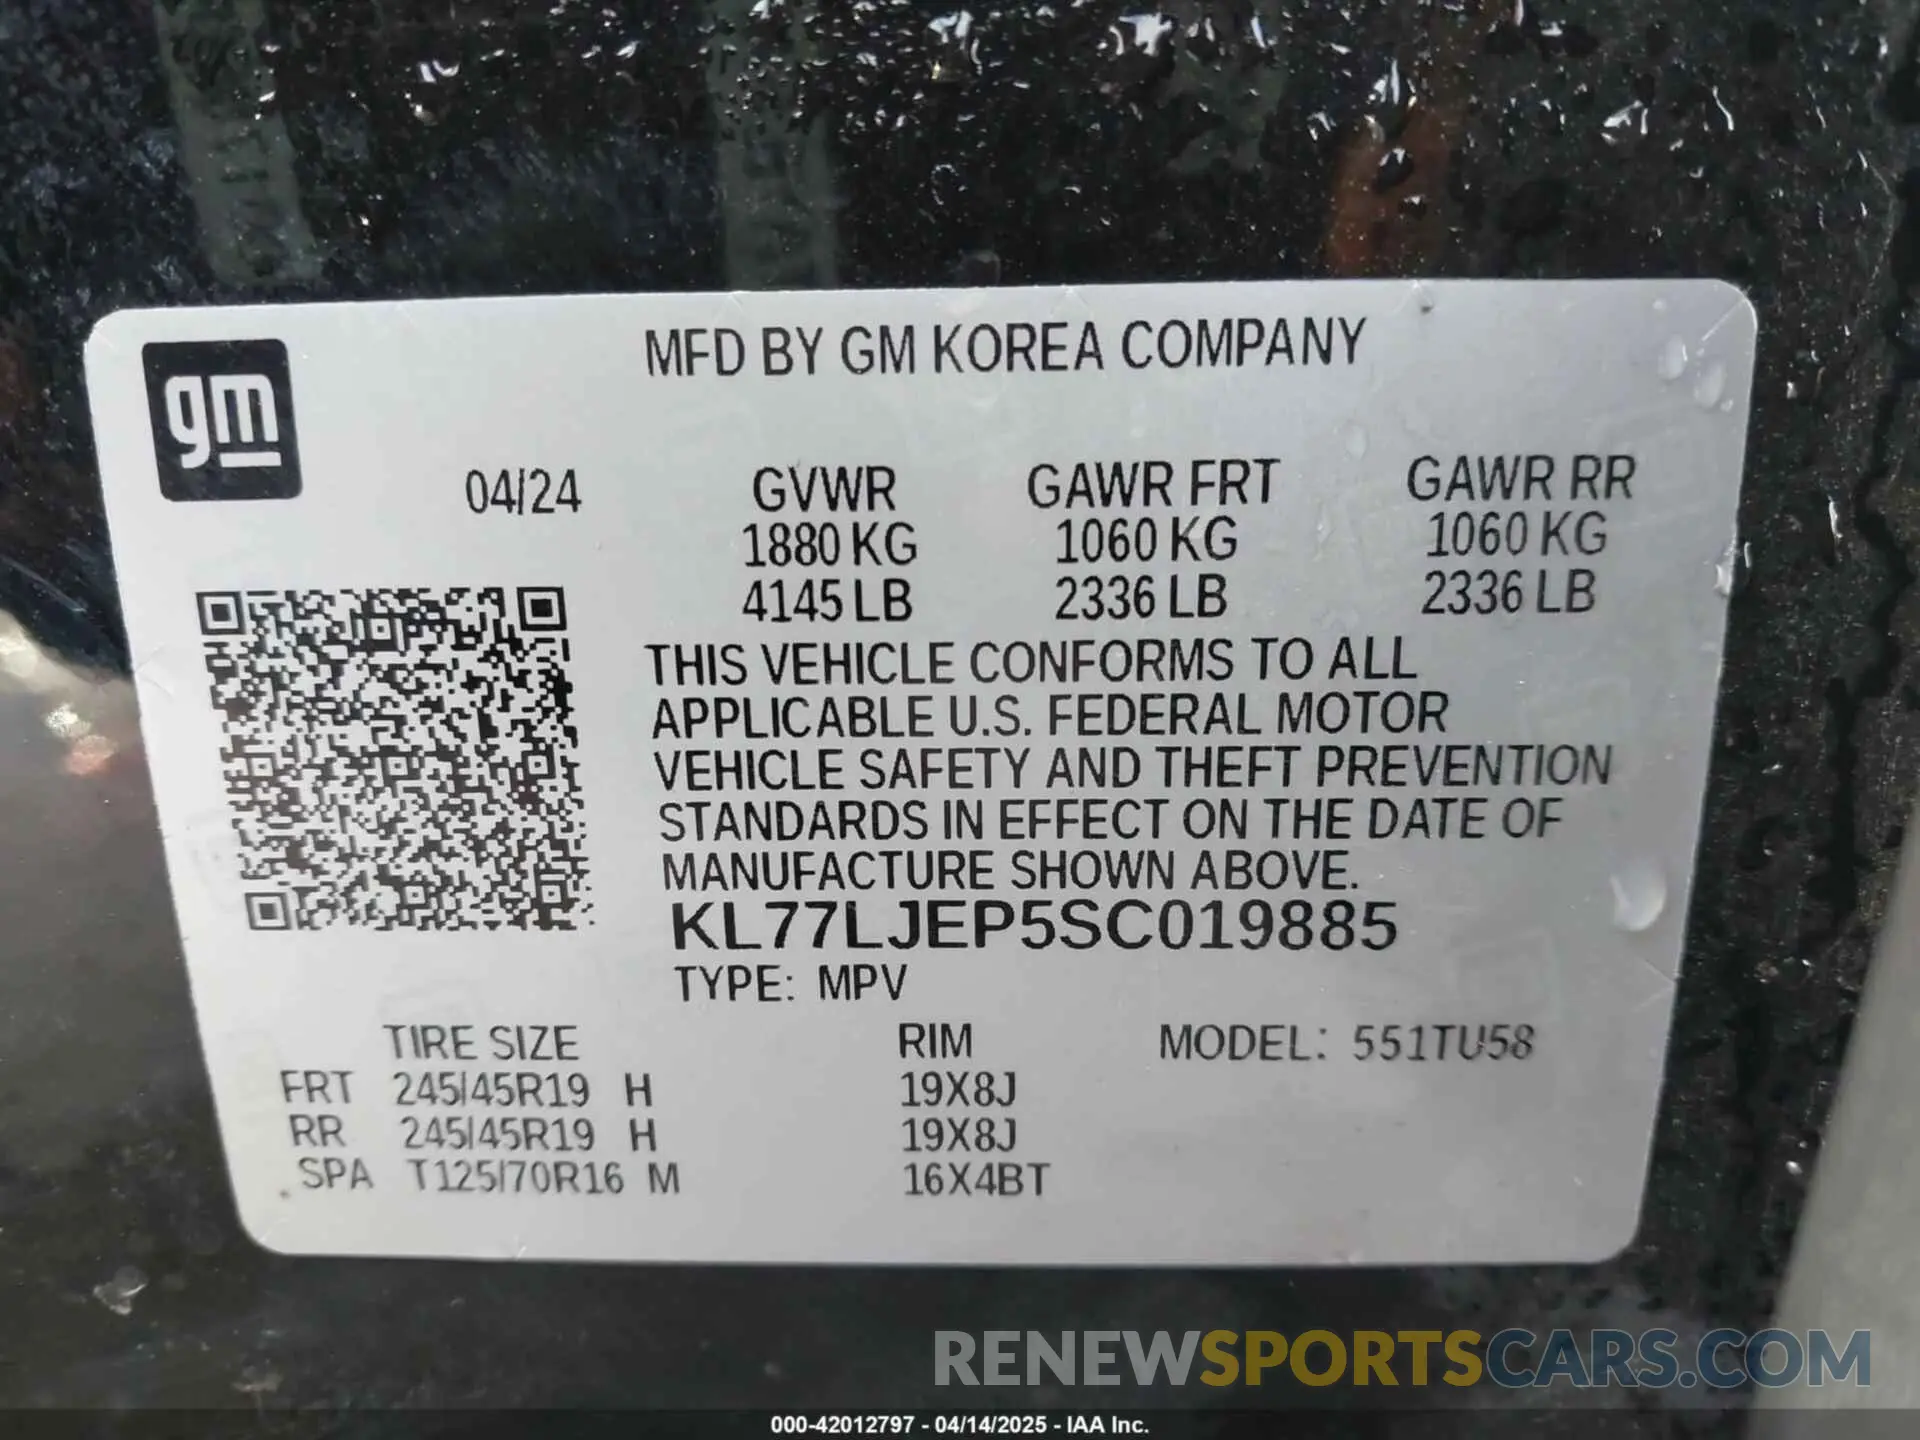 gm
MFD BY GM KOREA COMPANY
04/24 GVWR GAWR FRT GAWR RR
1880 KG 1060 KG 1060 KG
4145 LB 2336 LB 2336 LB
THIS VEHICLE CONFORMS TO ALL
APPLICABLE U.S. FEDERAL MOTOR
VEHICLE SAFETY AND THEFT PREVENTION
STANDARDS IN EFFECT ON THE DATE OF
MANUFACTURE SHOWN ABOVE.
KL77LJEP5SC019885
TYPE: MPV
TIRE SIZE RIM MODEL: 551TU58
FRT 245/45R19 H 19X8J
RR 245/45R19 H 19X8J
SPA T125/70R16 M 16X4BT
RENEWSPORTSCARS.COM
000-42012797 - 04/14/2025 - IAA Inc.